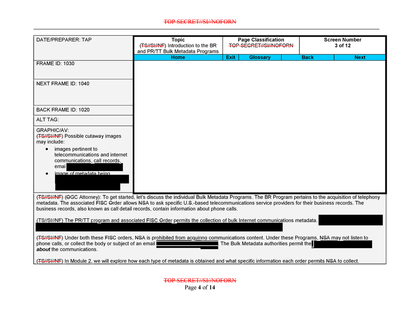 TOP SECRET//SI//NOFORN
DATE/PREPARER: TAP
Topic
(TS//SI//NF) Introduction to the BR
and PR/TT Bulk Metadata Programs
Page Classification
TOP SECRET//SI//NOFORN
Screen Number
3 of 12
Home Exit Glossary Back Next
FRAME ID: 1030
NEXT FRAME ID: 1040
BACK FRAME ID: 1020
ALT TAG:
GRAPHIC/AV:
(TS//SI//NF) Possible cutaway images
may include:
• images pertinent to
telecommunications and internet
communications, call records,
email
• image of metadata being
(TS//SI//NF) (OGC Attorney): To get started, let's discuss the individual Bulk Metadata Programs. The BR Program pertains to the acquisition of telephony
metadata. The associated FISC Order allows NSA to ask specific U.S.-based telecommunications service providers for their business records. The
business records, also known as call-detail records, contain information about phone calls.
(TS//SI//NF) The PR/TT program and associated FISC Order permits the collection of bulk Internet communications metadata.
(TS//SI//NF) Under both these FISC orders, NSA is prohibited from acquiring communications content. Under these Programs, NSA may not listen to
phone calls, or collect the body or subject of an email. The Bulk Metadata authorities permit the
about the communications.
(TS//SI//NF) In Module 2, we will explore how each type of metadata is obtained and what specific information each order permits NSA to collect.
TOP SECRET//SI//NOFORN
Page 4 of 14